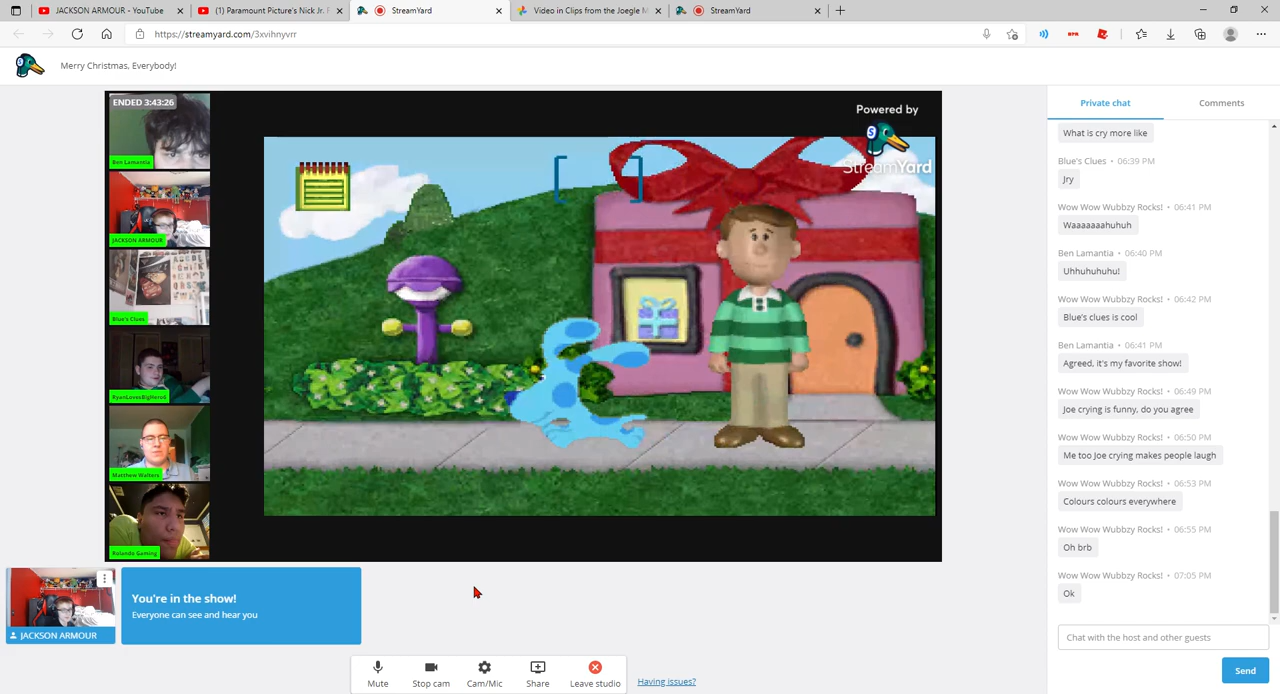 JACKSON ARMOUR - YouTube
(1) Paramount Picture's Nick Jr. F
StreamYard
Video in Clips from the Joegle M
StreamYard
https://streamyard.com/3xvihnyvrr
Merry Christmas, Everybody!
Private chat
Comments
ENDED 3:43:26
Ben Lamantia
JACKSON ARMOUR
Blue's Clues
RyanLovesBigHero6
Matthew Walters
Rolando Gaming
Powered by
StreamYard
What is cry more like
Blue's Clues • 06:39 PM
Jry
Wow Wow Wubbzy Rocks! • 06:41 PM
Waaaaaaahuhuh
Ben Lamantia • 06:40 PM
Uhhuhuhuhu!
Wow Wow Wubbzy Rocks! • 06:42 PM
Blue's clues is cool
Ben Lamantia • 06:41 PM
Agreed, it's my favorite show!
Wow Wow Wubbzy Rocks! • 06:49 PM
Joe crying is funny, do you agree
Wow Wow Wubbzy Rocks! • 06:50 PM
Me too Joe crying makes people laugh
Wow Wow Wubbzy Rocks! • 06:53 PM
Colours colours everywhere
Wow Wow Wubbzy Rocks! • 06:55 PM
Oh brb
Wow Wow Wubbzy Rocks! • 07:05 PM
Ok
Chat with the host and other guests
Send
JACKSON ARMOUR
You're in the show!
Everyone can see and hear you
Mute
Stop cam
Cam/Mic
Share
Leave studio
Having issues?